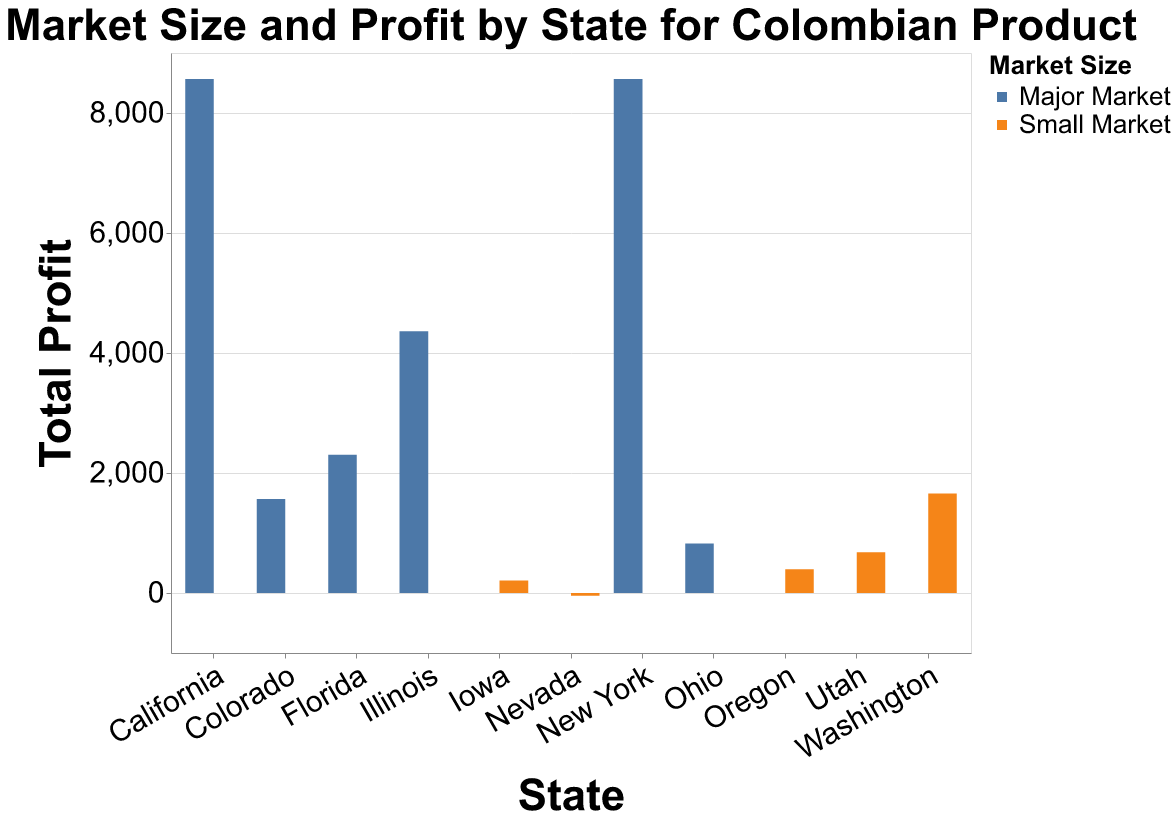 Market Size and Profit by State for Colombian Product
Market Size
Major Market
Small Market
Total Profit
8,000
6,000
4,000
2,000
0
California
Colorado
Florida
Illinois
Iowa
Nevada
New York
Ohio
Oregon
Utah
Washington
State